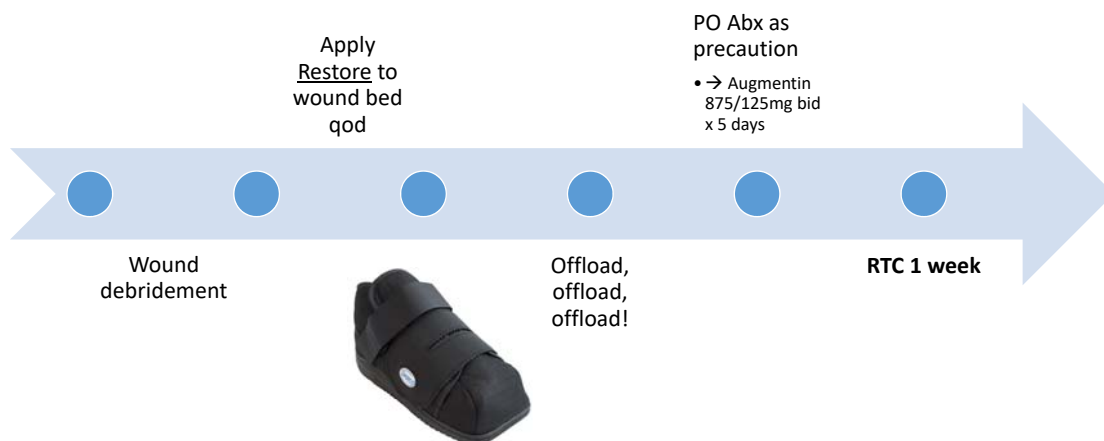 Apply
Restore to
wound bed
qod
PO Abx as
precaution
• → Augmentin
875/125mg bid
x 5 days
Wound
debridement
Offload,
offload,
offload!
RTC 1 week